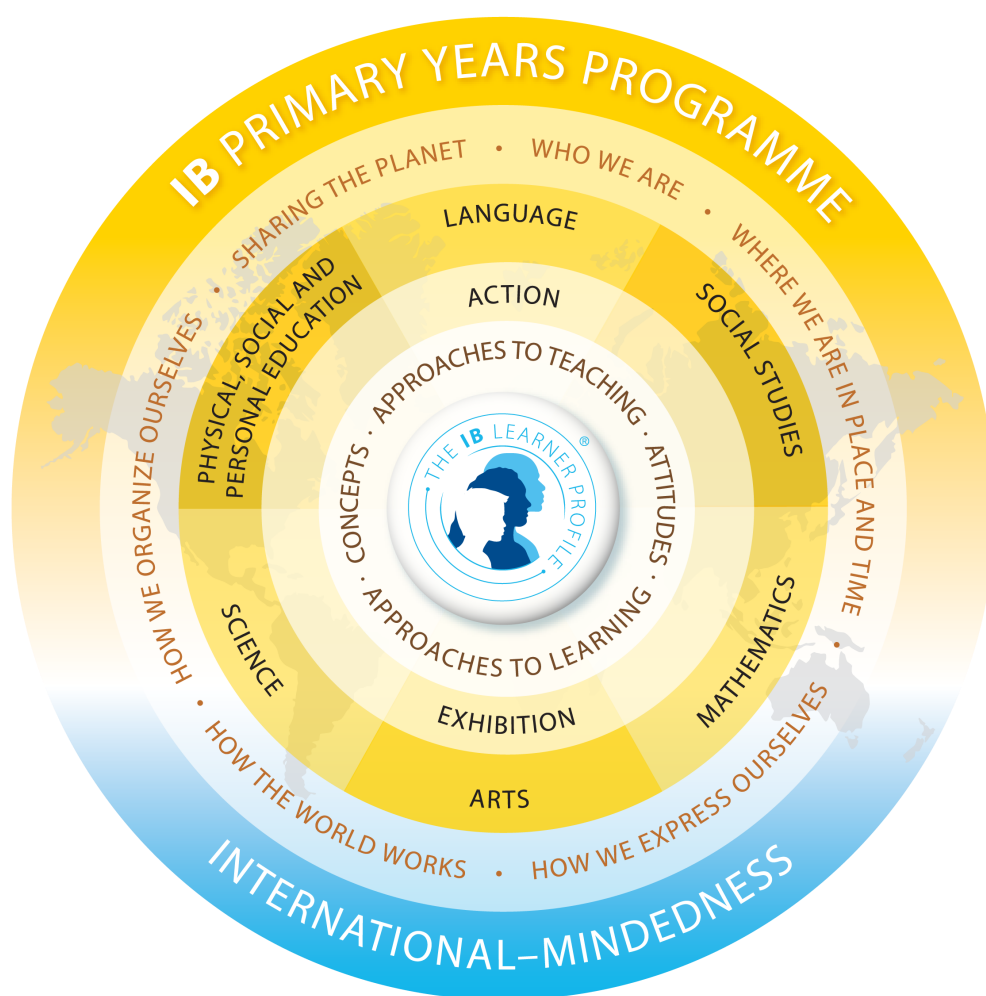 IB PRIMARY YEARS PROGRAMME
SHARING THE PLANET • WHO WE ARE • WHERE WE ARE IN PLACE AND TIME • HOW WE EXPRESS OURSELVES • HOW THE WORLD WORKS • HOW WE ORGANIZE OURSELVES •
LANGUAGE
SOCIAL STUDIES
MATHEMATICS
ARTS
SCIENCE
PHYSICAL, SOCIAL AND
PERSONAL EDUCATION
ACTION
EXHIBITION
APPROACHES TO TEACHING · ATTITUDES · APPROACHES TO LEARNING · CONCEPTS ·
• THE IB LEARNER PROFILE • ®
INTERNATIONAL–MINDEDNESS